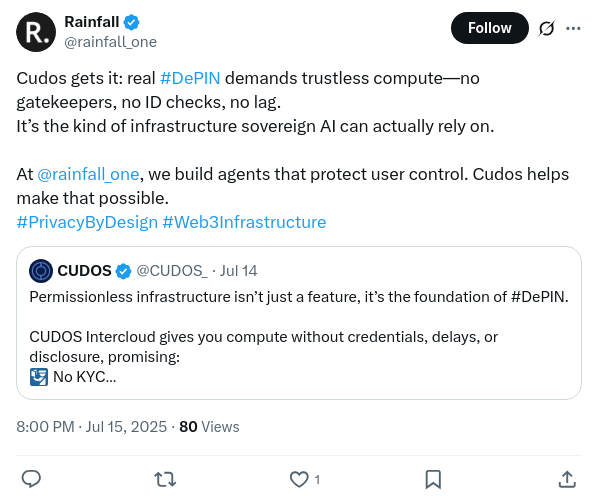 Rainfall
@rainfall_one
Follow
Cudos gets it: real #DePIN demands trustless compute—no
gatekeepers, no ID checks, no lag.
It’s the kind of infrastructure sovereign AI can actually rely on.
At @rainfall_one, we build agents that protect user control. Cudos helps
make that possible.
#PrivacyByDesign #Web3Infrastructure
CUDOS @CUDOS_ · Jul 14
Permissionless infrastructure isn’t just a feature, it’s the foundation of #DePIN.
CUDOS Intercloud gives you compute without credentials, delays, or
disclosure, promising:
🛂 No KYC...
8:00 PM · Jul 15, 2025 · 80 Views
1